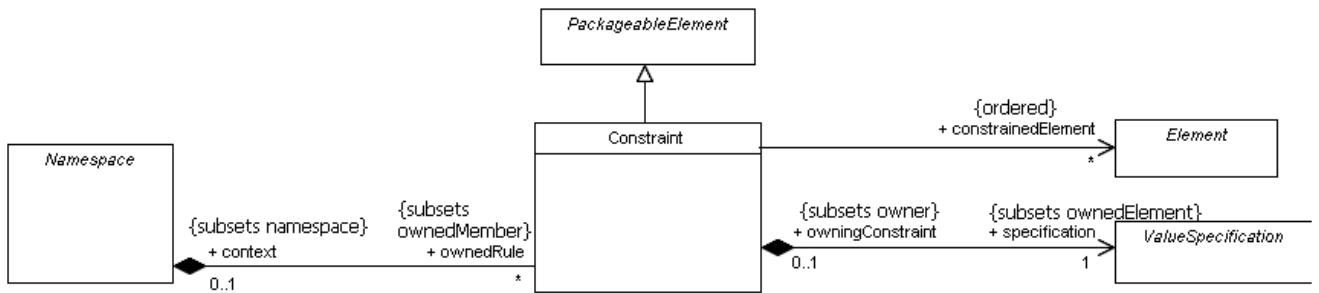 PackageableElement
{ordered}
+ constrainedElement
*
Constraint
Element
Namespace
{subsets namespace}
+ context
0..1
{subsets
ownedMember}
+ ownedRule
*
{subsets owner}
+ owningConstraint
0..1
{subsets ownedElement}
+ specification
1
ValueSpecification